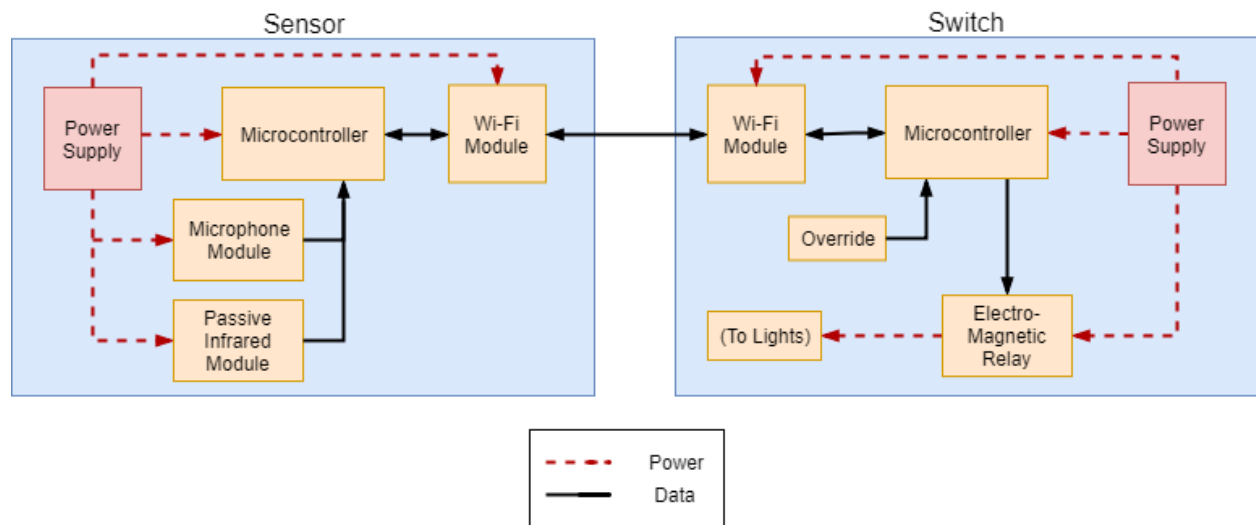 Sensor
Power
Supply
Microcontroller
Wi-Fi
Module
Microphone
Module
Passive
Infrared
Module
Switch
Wi-Fi
Module
Microcontroller
Power
Supply
Override
(To Lights)
Electro-
Magnetic
Relay
Power
Data